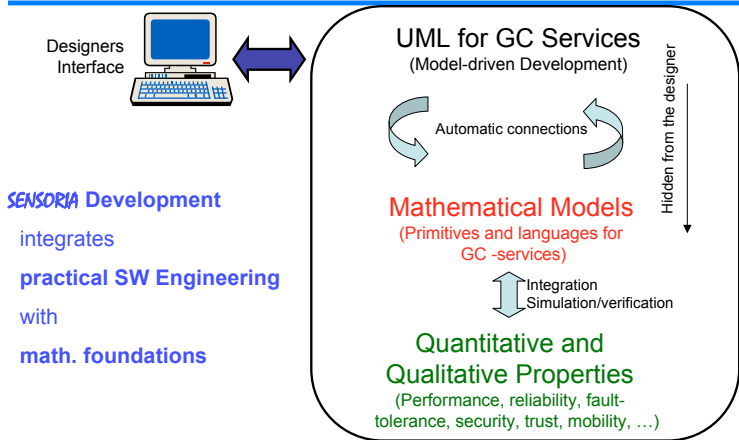 Designers
Interface
UML for GC Services
(Model-driven Development)
Automatic connections
Hidden from the designer
SENSORIA Development
integrates
practical SW Engineering
with
math. foundations
Mathematical Models
(Primitives and languages for
GC -services)
Integration
Simulation/verification
Quantitative and
Qualitative Properties
(Performance, reliability, fault-
tolerance, security, trust, mobility, …)